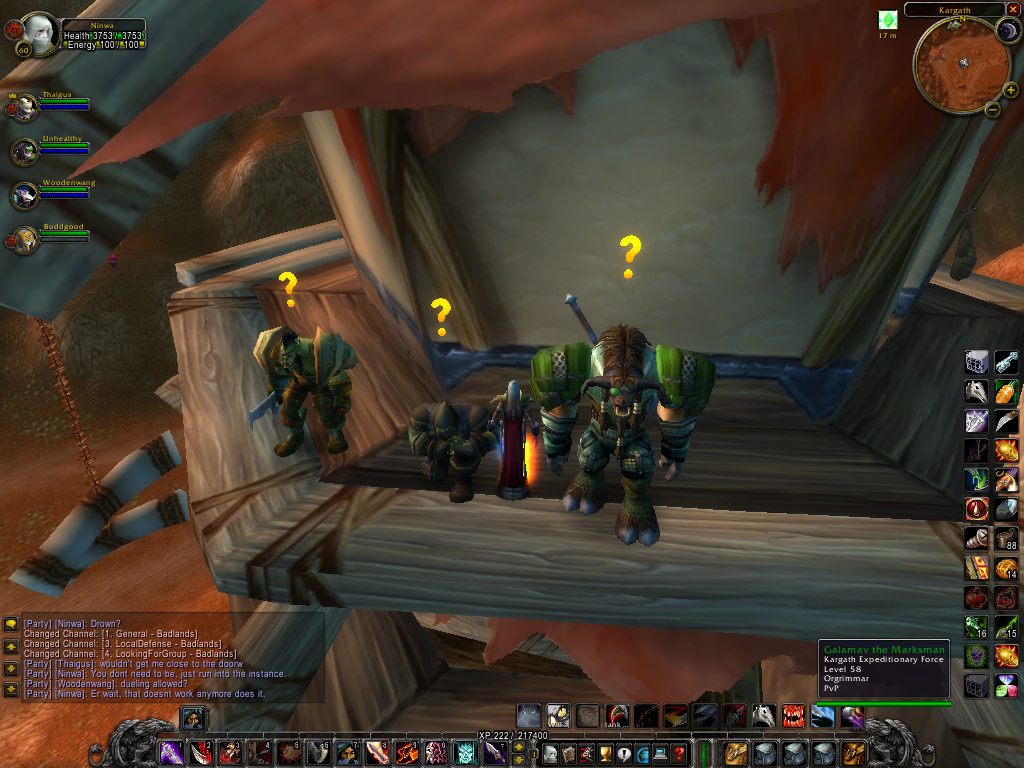 Ninwa
Health 3753 / 3753
Energy 100 / 100
60
Thaigus
Unhealthy
Woodenwang
Buddgood
17 m
Kargath
N
?
?
?
88
14
16
15
[Party] [Ninwa]: Drown?
Changed Channel: [1. General - Badlands]
Changed Channel: [3. LocalDefense - Badlands]
Changed Channel: [4. LookingForGroup - Badlands]
[Party] [Thaigus]: wouldn't get me close to the doorw
[Party] [Ninwa]: You dont need to be, just run into the instance.
[Party] [Woodenwang]: dueling allowed?
[Party] [Ninwa]: Er wait, that doesnt work anymore does it.
Galamav the Marksman
Kargath Expeditionary Force
Level 58
Orgrimmar
PvP
XP 222 / 217400